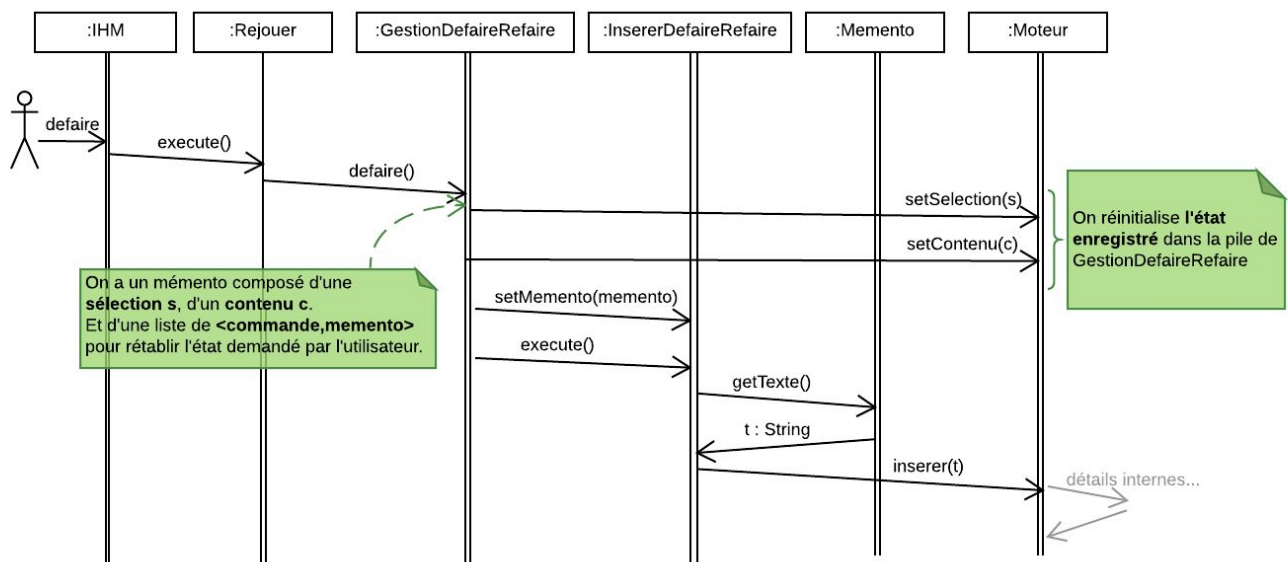 :IHM
:Rejouer
:GestionDefaireRefaire
:InsererDefaireRefaire
:Memento
:Moteur
defaire
execute()
defaire()
setSelection(s)
setContenu(c)
On réinitialise l'état
enregistré dans la pile de
GestionDefaireRefaire
On a un mémento composé d'une
sélection s, d'un contenu c.
Et d'une liste de <commande,memento>
pour rétablir l'état demandé par l'utilisateur.
setMemento(memento)
execute()
getTexte()
t : String
inserer(t)
détails internes...